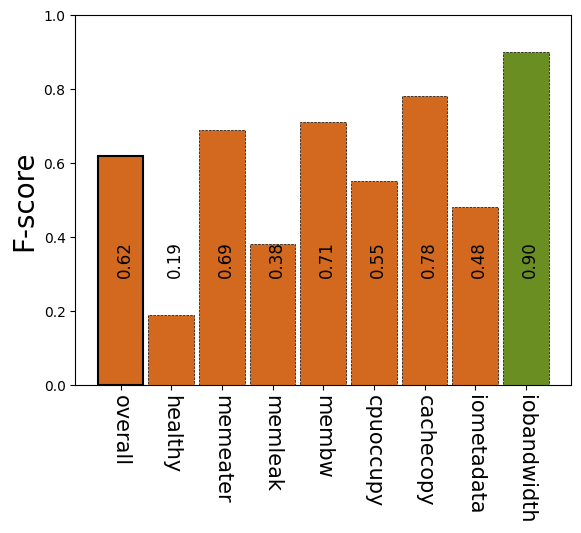 F-score
1.0
0.8
0.6
0.4
0.2
0.0
0.62
0.19
0.69
0.38
0.71
0.55
0.78
0.48
0.90
overall
healthy
memeater
memleak
membw
cpuoccupy
cachecopy
iometadata
iobandwidth